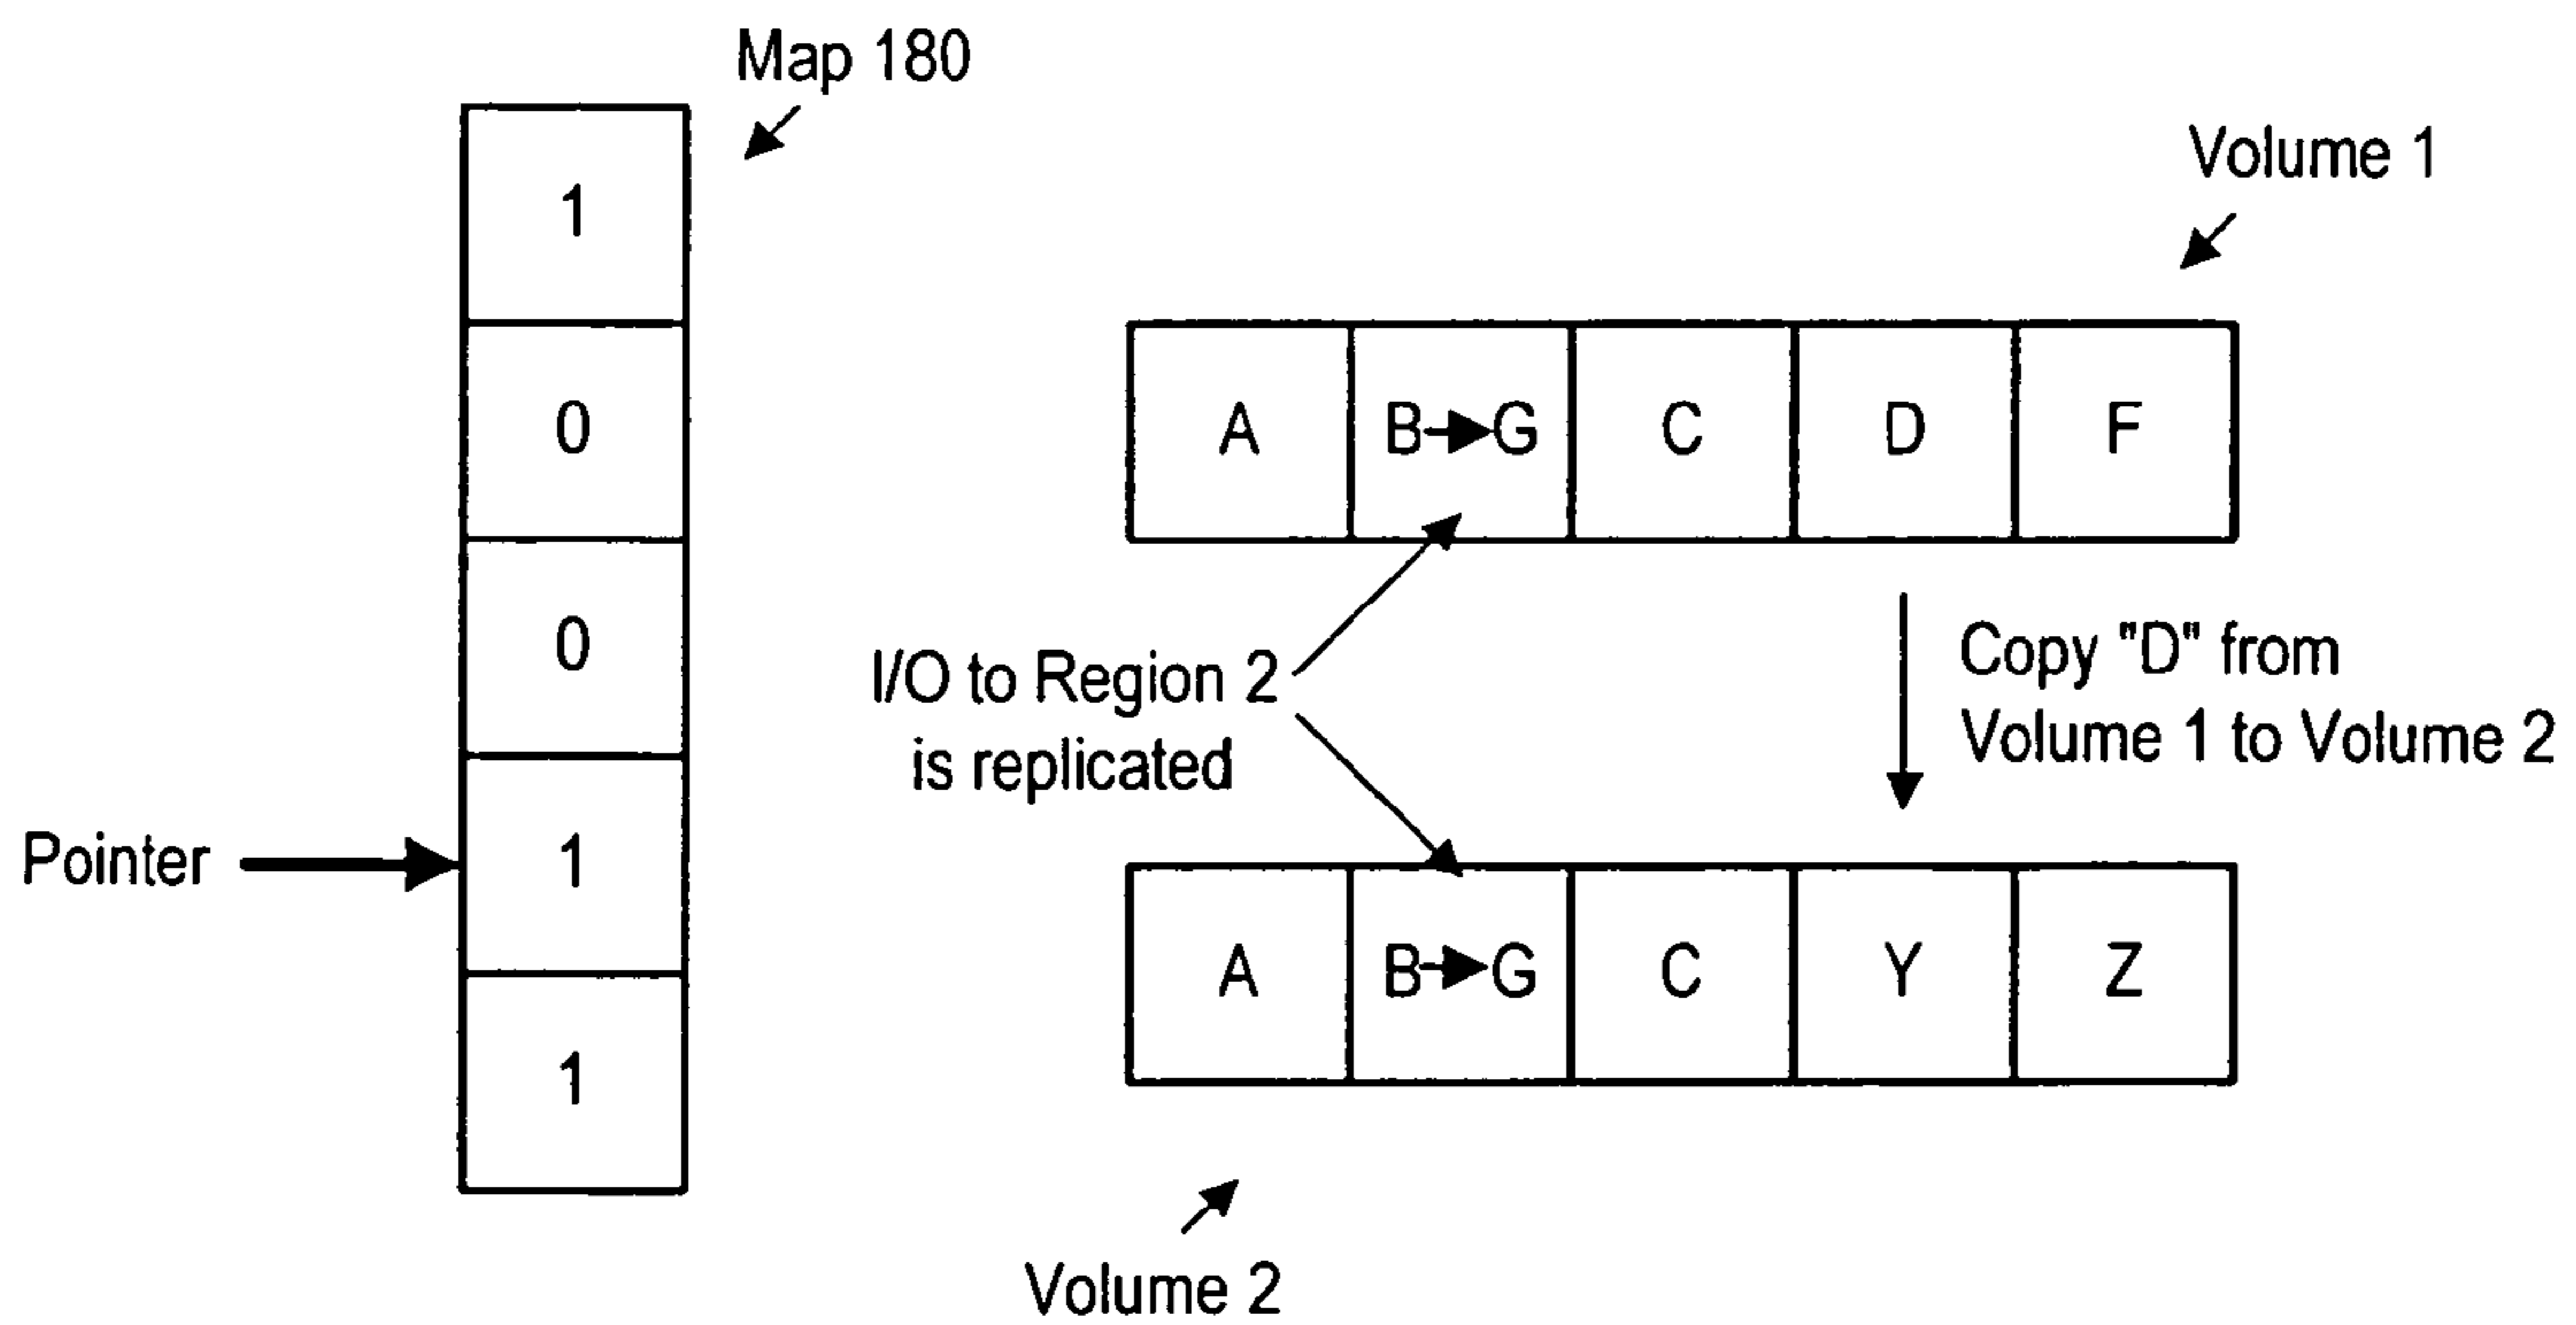 Map 180
1
0
0
1
1
Pointer
Volume 1
A
B→G
C
D
F
I/O to Region 2
is replicated
Copy "D" from
Volume 1 to Volume 2
A
B→G
C
Y
Z
Volume 2